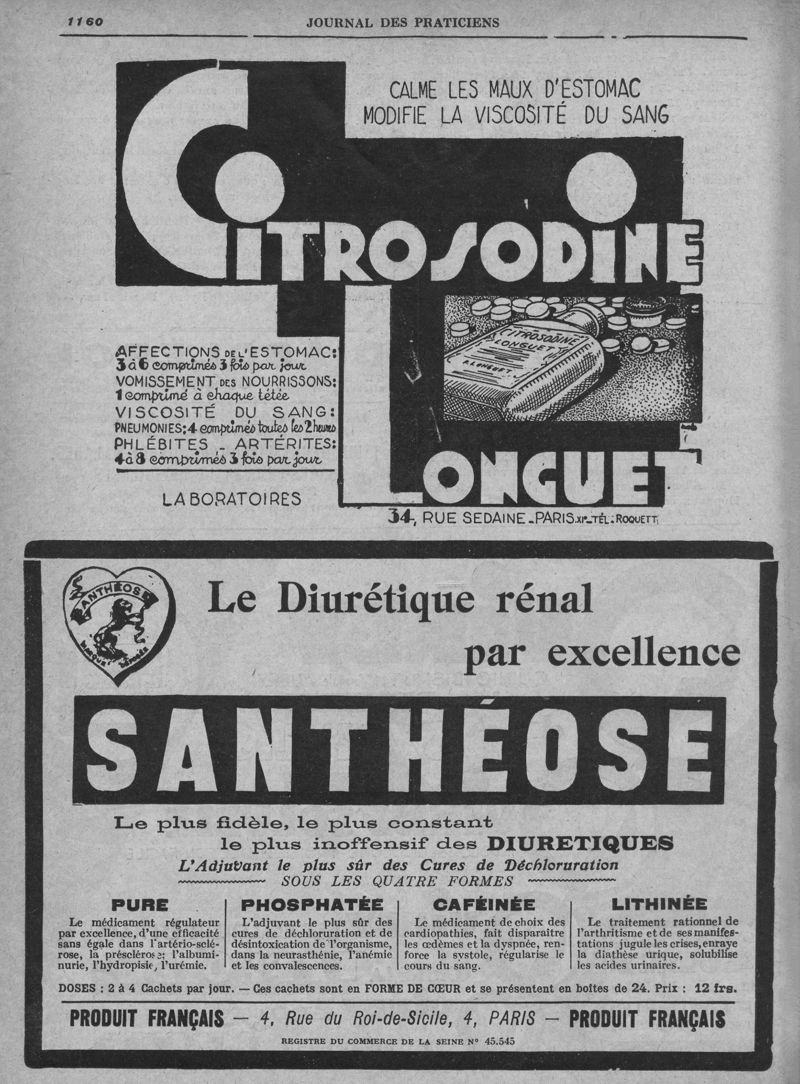 1160
JOURNAL DES PRATICIENS
CALME LES MAUX D'ESTOMAC
MODIFIE LA VISCOSITÉ DU SANG
CITROSODINE
CITROSODINE
LONGUET
LONGUET
AFFECTIONS DE L'ESTOMAC:
3 à 6 comprimés 3 fois par jour
VOMISSEMENT DES NOURRISSONS:
1 comprimé à chaque tétée
VISCOSITÉ DU SANG:
PNEUMONIES: 4 comprimés toutes les 2 heures
PHLÉBITES - ARTÉRITES:
4 à 8 comprimés 3 fois par jour
LABORATOIRES
LONGUET
34, RUE SEDAINE - PARIS. XIe - TÉL: ROQUETT
SANTHÉOSE
Le Diurétique rénal
par excellence
SANTHÉOSE
Le plus fidèle, le plus constant
le plus inoffensif des DIURETIQUES
L'Adjuvant le plus sûr des Cures de Déchloruration
SOUS LES QUATRE FORMES
PURE
Le médicament régulateur
par excellence, d'une efficacité
sans égale dans l'artério-sclé-
rose, la présclérose; l'albumi-
nurie, l'hydropisie, l'urémie.
PHOSPHATÉE
L'adjuvant le plus sûr des
cures de déchloruration et de
désintoxication de l'organisme,
dans la neurasthénie, l'anémie
et les convalescences.
CAFÉINÉE
Le médicament de choix des
cardiopathies, fait disparaître
les œdèmes et la dyspnée, ren-
force la systole, régularise le
cours du sang.
LITHINÉE
Le traitement rationnel de
l'arthritisme et de ses manifes-
tations jugule les crises, enraye
la diathèse urique, solubilise
les acides urinaires.
DOSES : 2 à 4 Cachets par jour. — Ces cachets sont en FORME DE CŒUR et se présentent en boîtes de 24. Prix : 12 frs.
PRODUIT FRANÇAIS — 4, Rue du Roi-de-Sicile, 4, PARIS — PRODUIT FRANÇAIS
REGISTRE DU COMMERCE DE LA SEINE N° 45.545